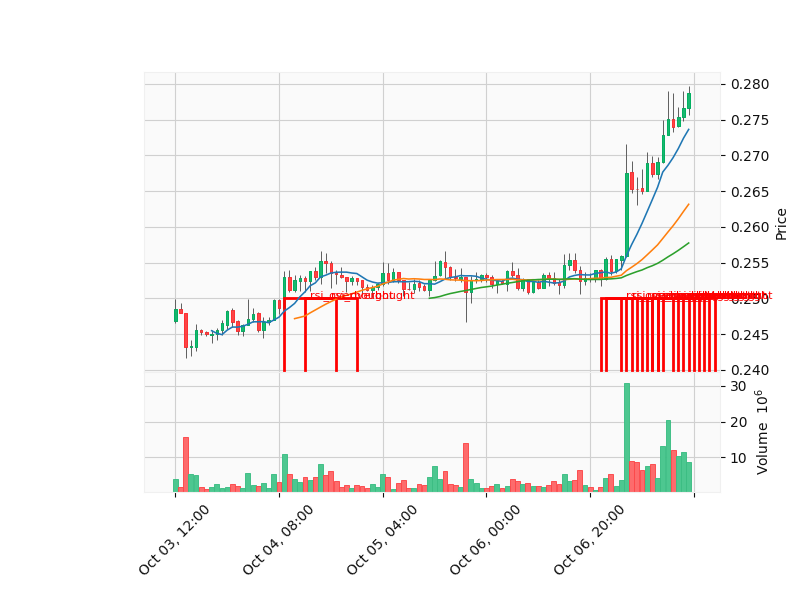 0.280
0.275
0.270
0.265
0.260
0.255
0.250
0.245
0.240
Price
rsi_overbought
30
20
10
Volume 10⁶
Oct 03, 12:00
Oct 04, 08:00
Oct 05, 04:00
Oct 06, 00:00
Oct 06, 20:00